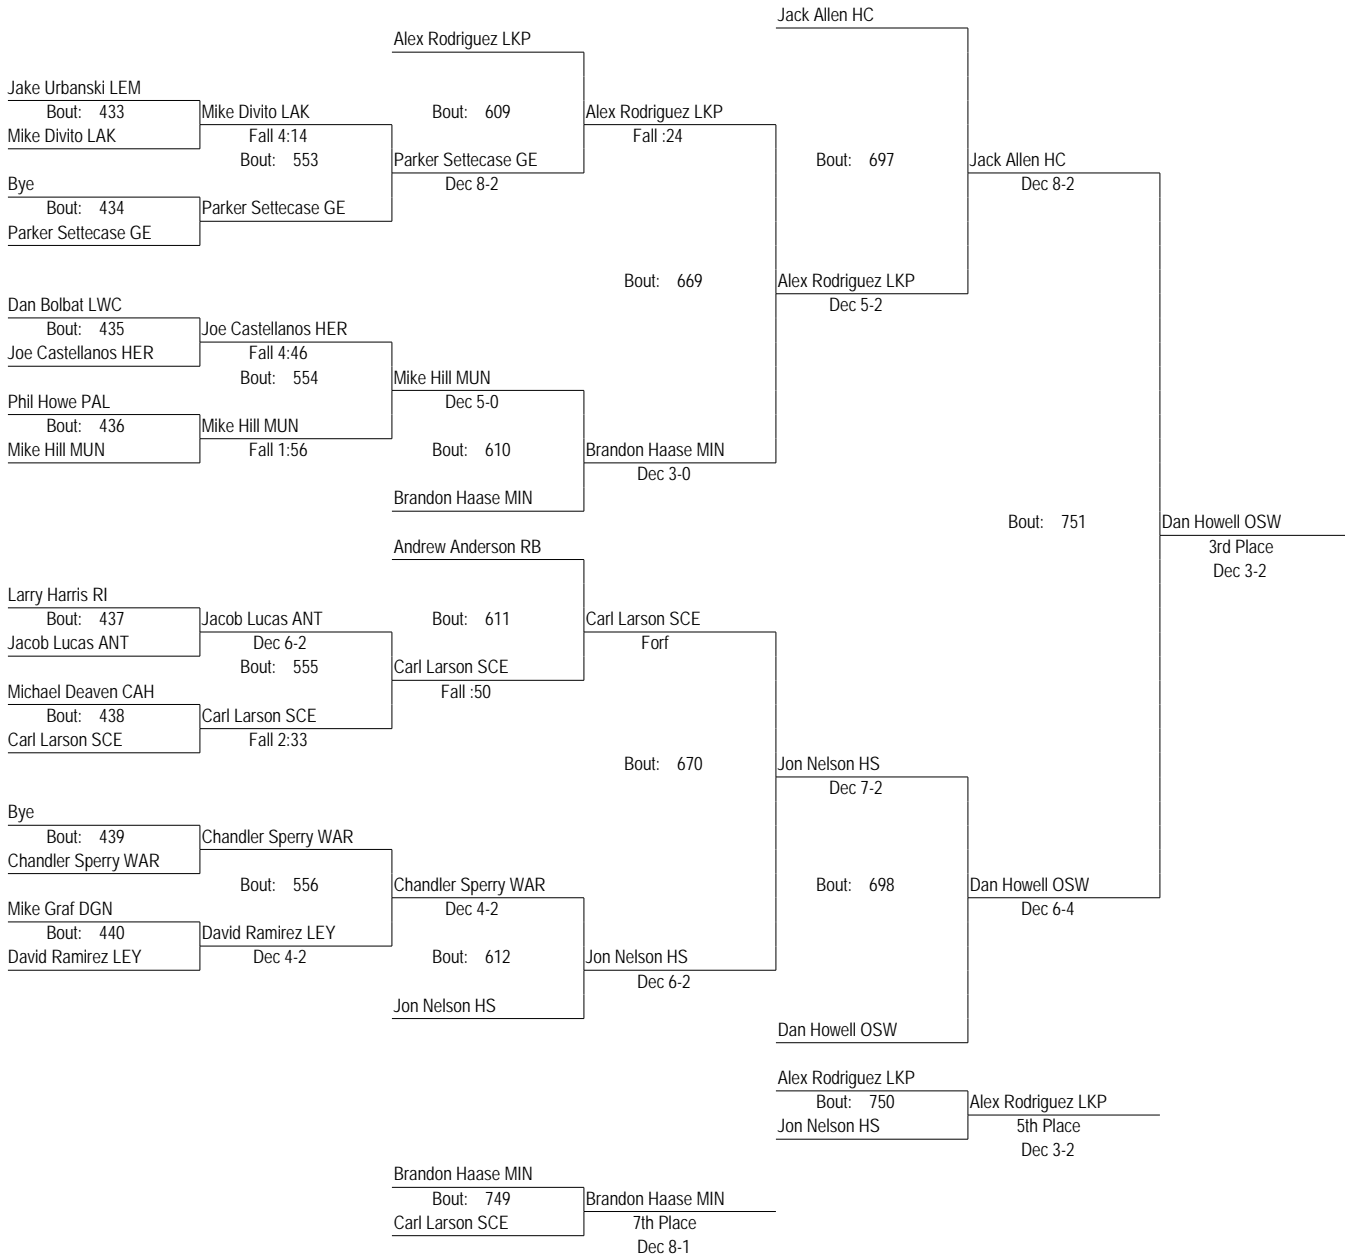 Jack Allen HC
Alex Rodriguez LKP
Jake Urbanski LEM
Bout: 433
Mike Divito LAK
Bout: 609
Alex Rodriguez LKP
Mike Divito LAK
Fall 4:14
Fall :24
Bout: 553
Parker Settecase GE
Bout: 697
Jack Allen HC
Bye
Dec 8-2
Dec 8-2
Bout: 434
Parker Settecase GE
Parker Settecase GE
Bout: 669
Alex Rodriguez LKP
Dan Bolbat LWC
Dec 5-2
Bout: 435
Joe Castellanos HER
Joe Castellanos HER
Fall 4:46
Bout: 554
Mike Hill MUN
Phil Howe PAL
Dec 5-0
Bout: 436
Mike Hill MUN
Mike Hill MUN
Fall 1:56
Bout: 610
Brandon Haase MIN
Dec 3-0
Brandon Haase MIN
Bout: 751
Dan Howell OSW
Andrew Anderson RB
3rd Place
Dec 3-2
Larry Harris RI
Bout: 437
Jacob Lucas ANT
Bout: 611
Carl Larson SCE
Jacob Lucas ANT
Dec 6-2
Forf
Bout: 555
Carl Larson SCE
Michael Deaven CAH
Fall :50
Bout: 438
Carl Larson SCE
Carl Larson SCE
Fall 2:33
Bout: 670
Jon Nelson HS
Dec 7-2
Bye
Bout: 439
Chandler Sperry WAR
Chandler Sperry WAR
Bout: 556
Chandler Sperry WAR
Bout: 698
Dan Howell OSW
Mike Graf DGN
Dec 4-2
Dec 6-4
Bout: 440
David Ramirez LEY
David Ramirez LEY
Dec 4-2
Bout: 612
Jon Nelson HS
Dec 6-2
Jon Nelson HS
Dan Howell OSW
Alex Rodriguez LKP
Bout: 750
Alex Rodriguez LKP
Jon Nelson HS
5th Place
Dec 3-2
Brandon Haase MIN
Bout: 749
Brandon Haase MIN
Carl Larson SCE
7th Place
Dec 8-1